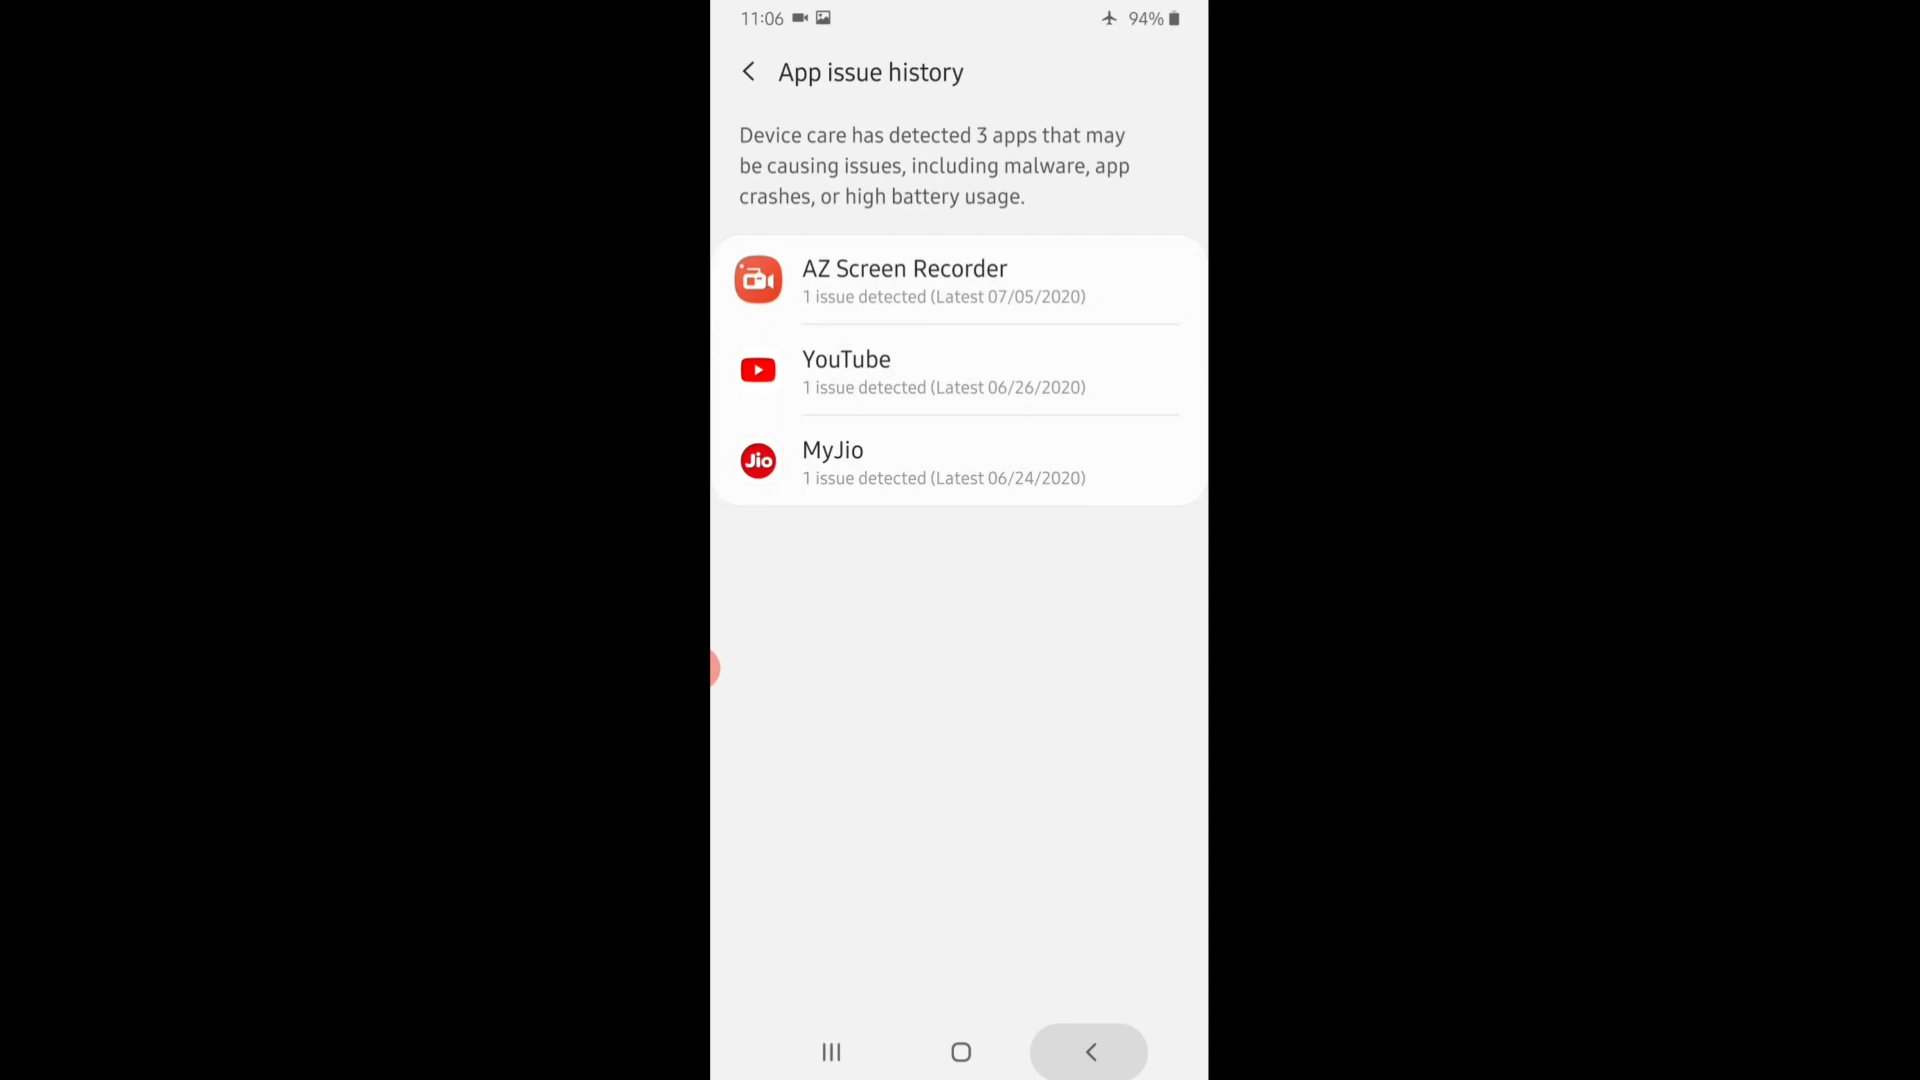 11:06
94%
App issue history
Device care has detected 3 apps that may
be causing issues, including malware, app
crashes, or high battery usage.
AZ Screen Recorder
1 issue detected (Latest 07/05/2020)
YouTube
1 issue detected (Latest 06/26/2020)
Jio
MyJio
1 issue detected (Latest 06/24/2020)